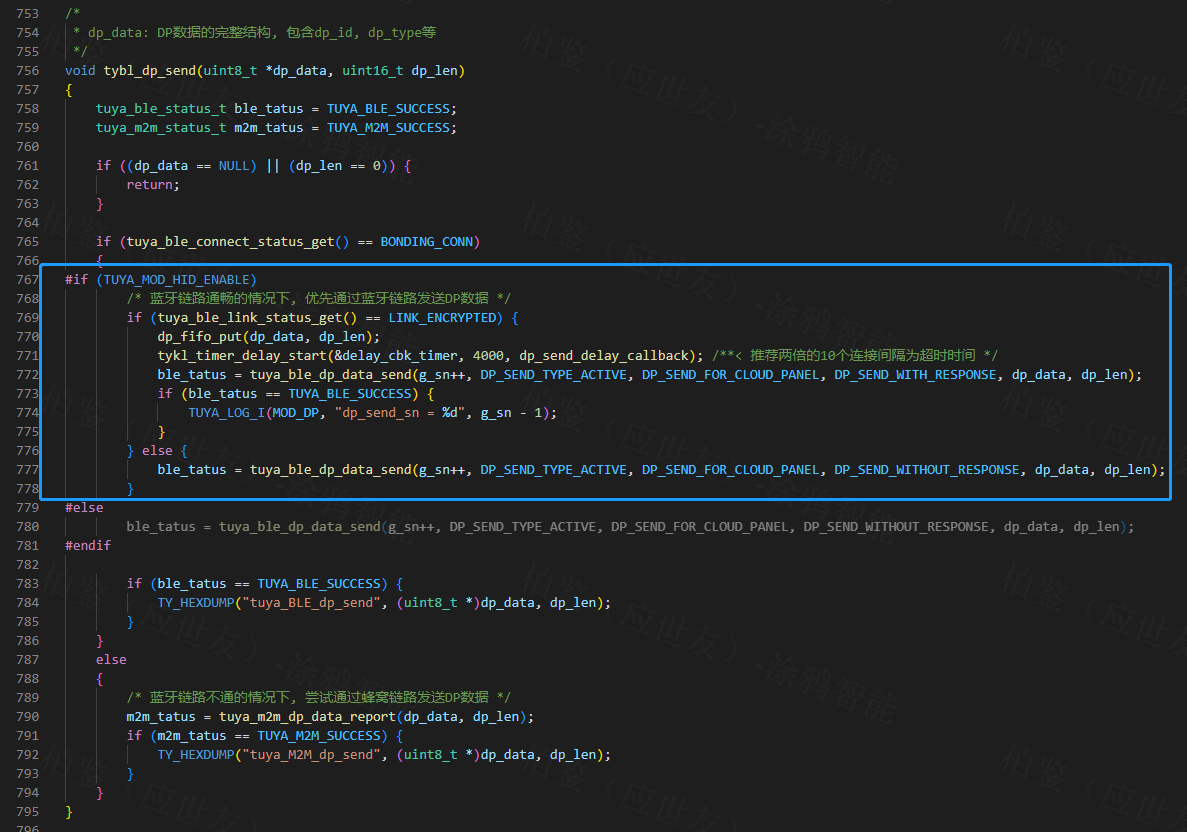 753 /*
754  * dp_data: DP数据的完整结构, 包含dp_id, dp_type等
755  */
756 void tybl_dp_send(uint8_t *dp_data, uint16_t dp_len)
757 {
758     tuya_ble_status_t ble_tatus = TUYA_BLE_SUCCESS;
759     tuya_m2m_status_t m2m_tatus = TUYA_M2M_SUCCESS;
760
761     if ((dp_data == NULL) || (dp_len == 0)) {
762         return;
763     }
764
765     if (tuya_ble_connect_status_get() == BONDING_CONN)
766     {
767 #if (TUYA_MOD_HID_ENABLE)
768         /* 蓝牙链路通畅的情况下, 优先通过蓝牙链路发送DP数据 */
769         if (tuya_ble_link_status_get() == LINK_ENCRYPTED) {
770             dp_fifo_put(dp_data, dp_len);
771             tykl_timer_delay_start(&delay_cbk_timer, 4000, dp_send_delay_callback); /**< 推荐两倍的10个连接间隔为超时时间 */
772             ble_tatus = tuya_ble_dp_data_send(g_sn++, DP_SEND_TYPE_ACTIVE, DP_SEND_FOR_CLOUD_PANEL, DP_SEND_WITH_RESPONSE, dp_data, dp_len);
773             if (ble_tatus == TUYA_BLE_SUCCESS) {
774                 TUYA_LOG_I(MOD_DP, "dp_send_sn = %d", g_sn - 1);
775             }
776         } else {
777             ble_tatus = tuya_ble_dp_data_send(g_sn++, DP_SEND_TYPE_ACTIVE, DP_SEND_FOR_CLOUD_PANEL, DP_SEND_WITHOUT_RESPONSE, dp_data, dp_len);
778         }
779 #else
780         ble_tatus = tuya_ble_dp_data_send(g_sn++, DP_SEND_TYPE_ACTIVE, DP_SEND_FOR_CLOUD_PANEL, DP_SEND_WITHOUT_RESPONSE, dp_data, dp_len);
781 #endif
782
783         if (ble_tatus == TUYA_BLE_SUCCESS) {
784             TY_HEXDUMP("tuya_BLE_dp_send", (uint8_t *)dp_data, dp_len);
785         }
786     }
787     else
788     {
789         /* 蓝牙链路不通的情况下, 尝试通过蜂窝链路发送DP数据 */
790         m2m_tatus = tuya_m2m_dp_data_report(dp_data, dp_len);
791         if (m2m_tatus == TUYA_M2M_SUCCESS) {
792             TY_HEXDUMP("tuya_M2M_dp_send", (uint8_t *)dp_data, dp_len);
793         }
794     }
795 }
796
柏鉴（应世友）-涂鸦智能